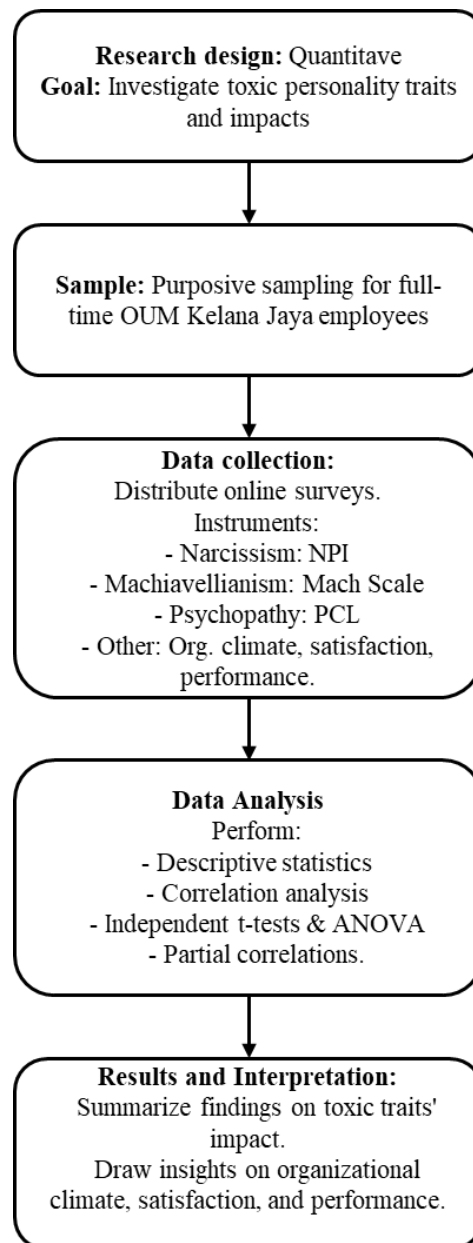 Research design: Quantitave
Goal: Investigate toxic personality traits
and impacts
Sample: Purposive sampling for full-
time OUM Kelana Jaya employees
Data collection:
Distribute online surveys.
Instruments:
- Narcissism: NPI
- Machiavellianism: Mach Scale
- Psychopathy: PCL
- Other: Org. climate, satisfaction,
performance.
Data Analysis
Perform:
- Descriptive statistics
- Correlation analysis
- Independent t-tests & ANOVA
- Partial correlations.
Results and Interpretation:
Summarize findings on toxic traits'
impact.
Draw insights on organizational
climate, satisfaction, and performance.